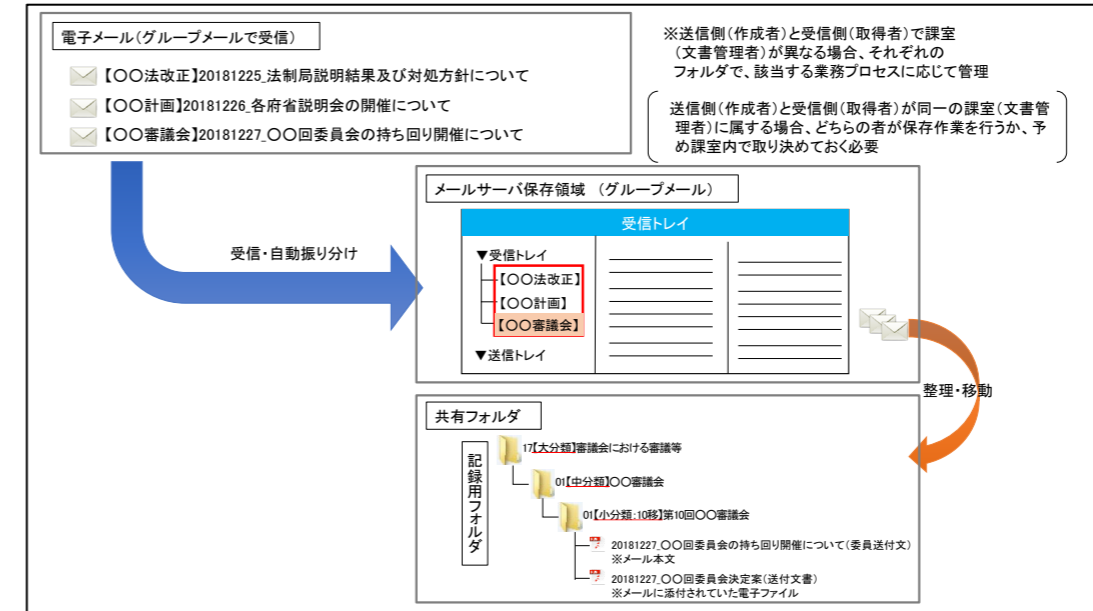 電子メール(グループメールで受信)
【〇〇法改正】20181225_法制局説明結果及び対処方針について
【〇〇計画】20181226_各府省説明会の開催について
【〇〇審議会】20181227_〇〇回委員会の持ち回り開催について
※送信側(作成者)と受信側(取得者)で課室
(文書管理者)が異なる場合、それぞれの
フォルダで、該当する業務プロセスに応じて管理
送信側(作成者)と受信側(取得者)が同一の課室(文書管
理者)に属する場合、どちらの者が保存作業を行うか、予
め課室内で取り決めておく必要
受信・自動振り分け
メールサーバ保存領域 (グループメール)
受信トレイ
▼受信トレイ
【〇〇法改正】
【〇〇計画】
【〇〇審議会】
▼送信トレイ
整理・移動
共有フォルダ
記録用フォルダ
17【大分類】審議会における審議等
01【中分類】〇〇審議会
01【小分類:10移】第10回〇〇審議会
20181227_〇〇回委員会の持ち回り開催について(委員送付文)
※メール本文
20181227_〇〇回委員会決定案(送付文書)
※メールに添付されていた電子ファイル